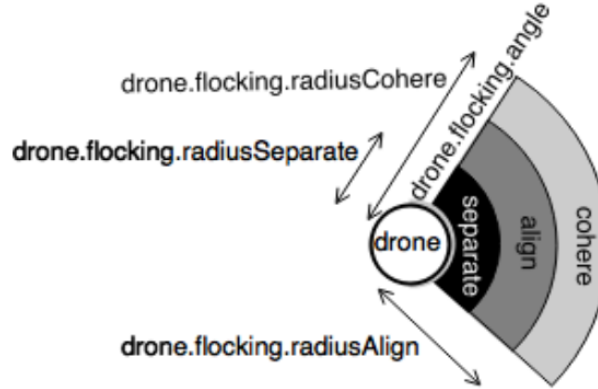 drone.flocking.angle
drone.flocking.radiusCohere
drone.flocking.radiusSeparate
drone
separate
align
cohere
drone.flocking.radiusAlign